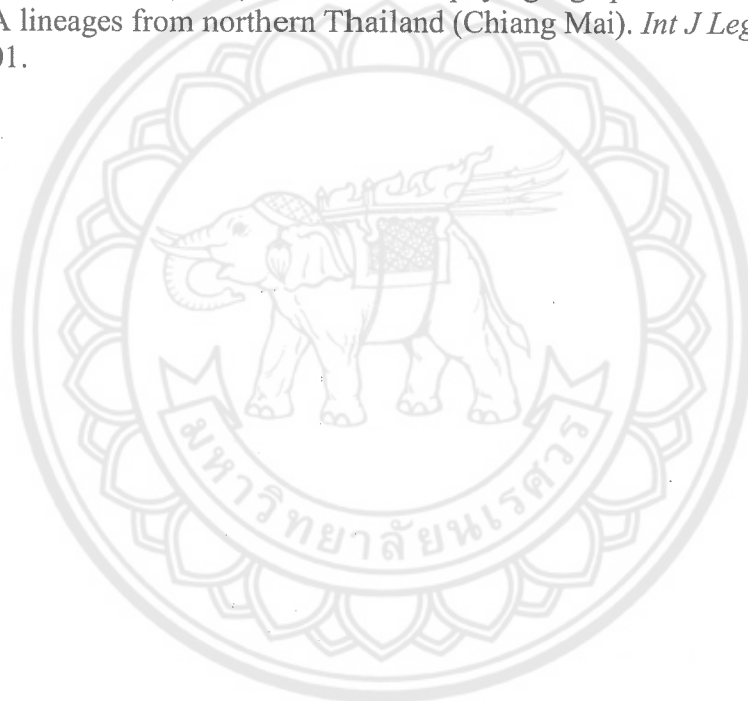 A lineages from northern Thailand (Chiang Mai). Int J Leg
01.
มหาวิทยาลัยนเรศวร